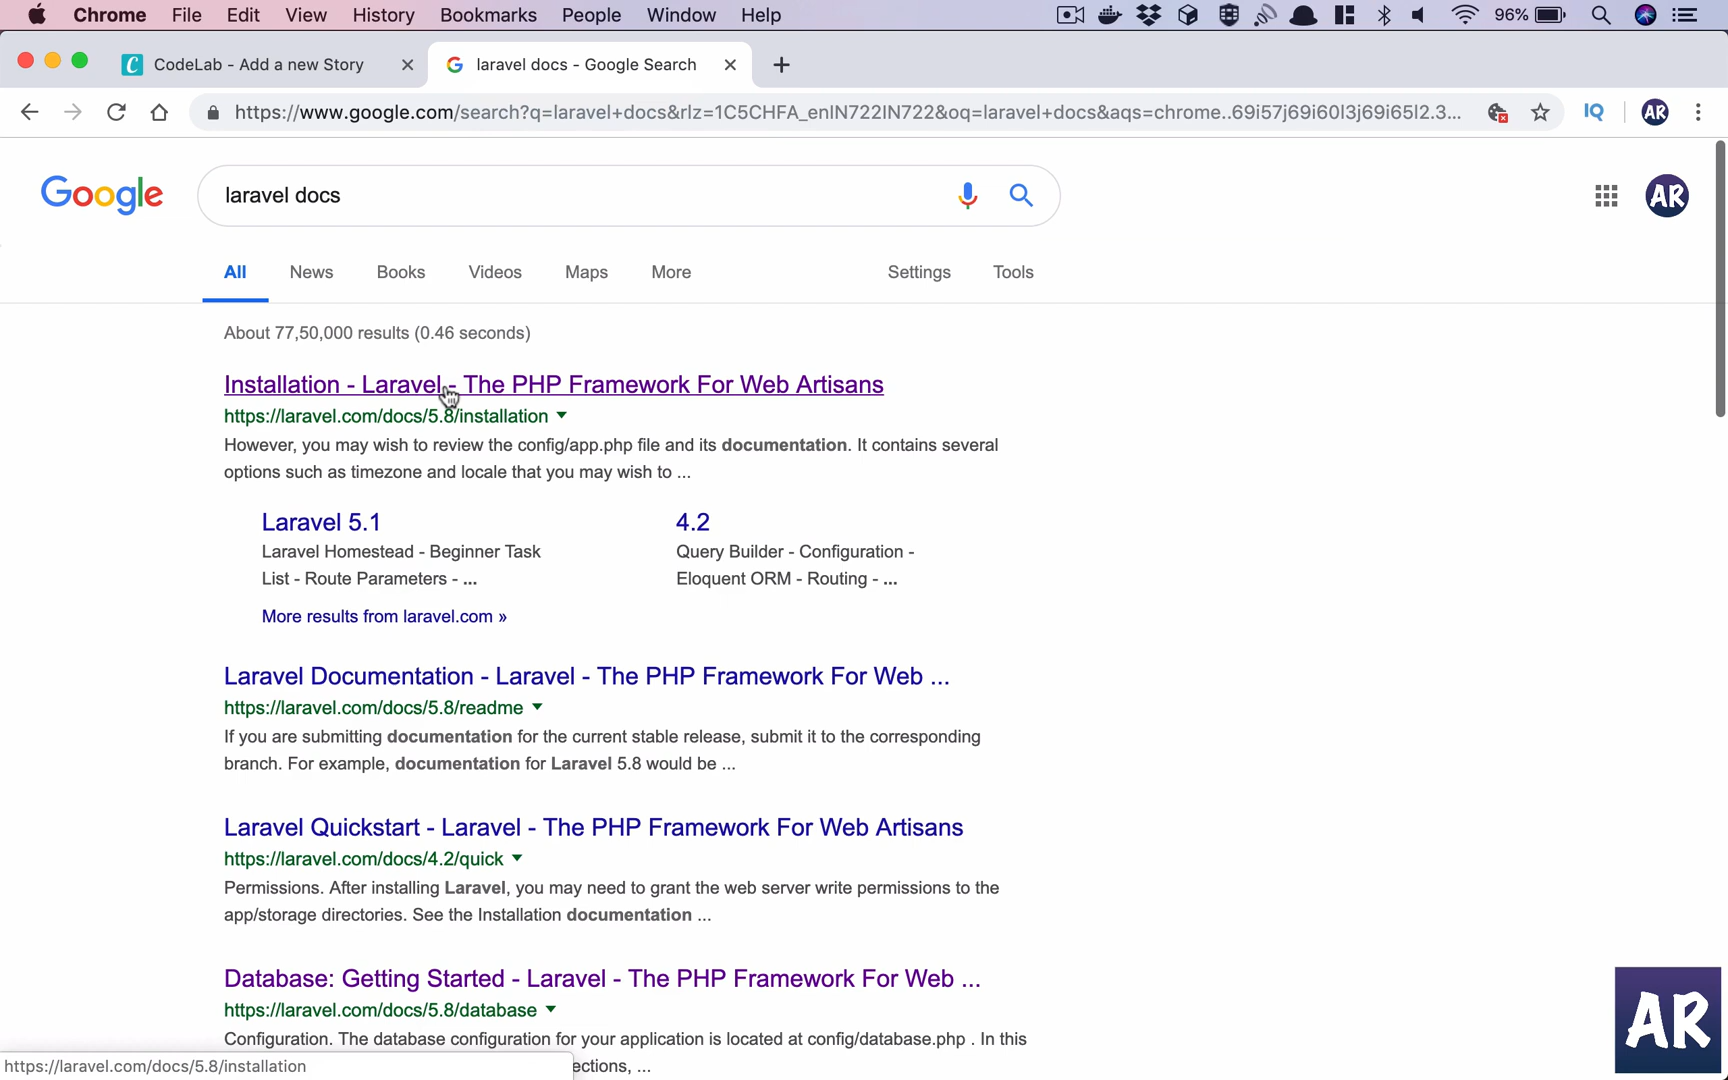 Chrome File Edit View History Bookmarks People Window Help 96%
CodeLab - Add a new Story laravel docs - Google Search
https://www.google.com/search?q=laravel+docs&rlz=1C5CHFA_enIN722IN722&oq=laravel+docs&aqs=chrome..69i57j69i60l3j69i65l2.3... IQ AR
Google laravel docs AR
All News Books Videos Maps More Settings Tools
About 77,50,000 results (0.46 seconds)
Installation - Laravel - The PHP Framework For Web Artisans
https://laravel.com/docs/5.8/installation
However, you may wish to review the config/app.php file and its documentation. It contains several
options such as timezone and locale that you may wish to ...
Laravel 5.1 4.2
Laravel Homestead - Beginner Task Query Builder - Configuration -
List - Route Parameters - ... Eloquent ORM - Routing - ...
More results from laravel.com »
Laravel Documentation - Laravel - The PHP Framework For Web ...
https://laravel.com/docs/5.8/readme
If you are submitting documentation for the current stable release, submit it to the corresponding
branch. For example, documentation for Laravel 5.8 would be ...
Laravel Quickstart - Laravel - The PHP Framework For Web Artisans
https://laravel.com/docs/4.2/quick
Permissions. After installing Laravel, you may need to grant the web server write permissions to the
app/storage directories. See the Installation documentation ...
Database: Getting Started - Laravel - The PHP Framework For Web ...
https://laravel.com/docs/5.8/database
Configuration. The database configuration for your application is located at config/database.php . In this
https://laravel.com/docs/5.8/installation ections, ...
AR